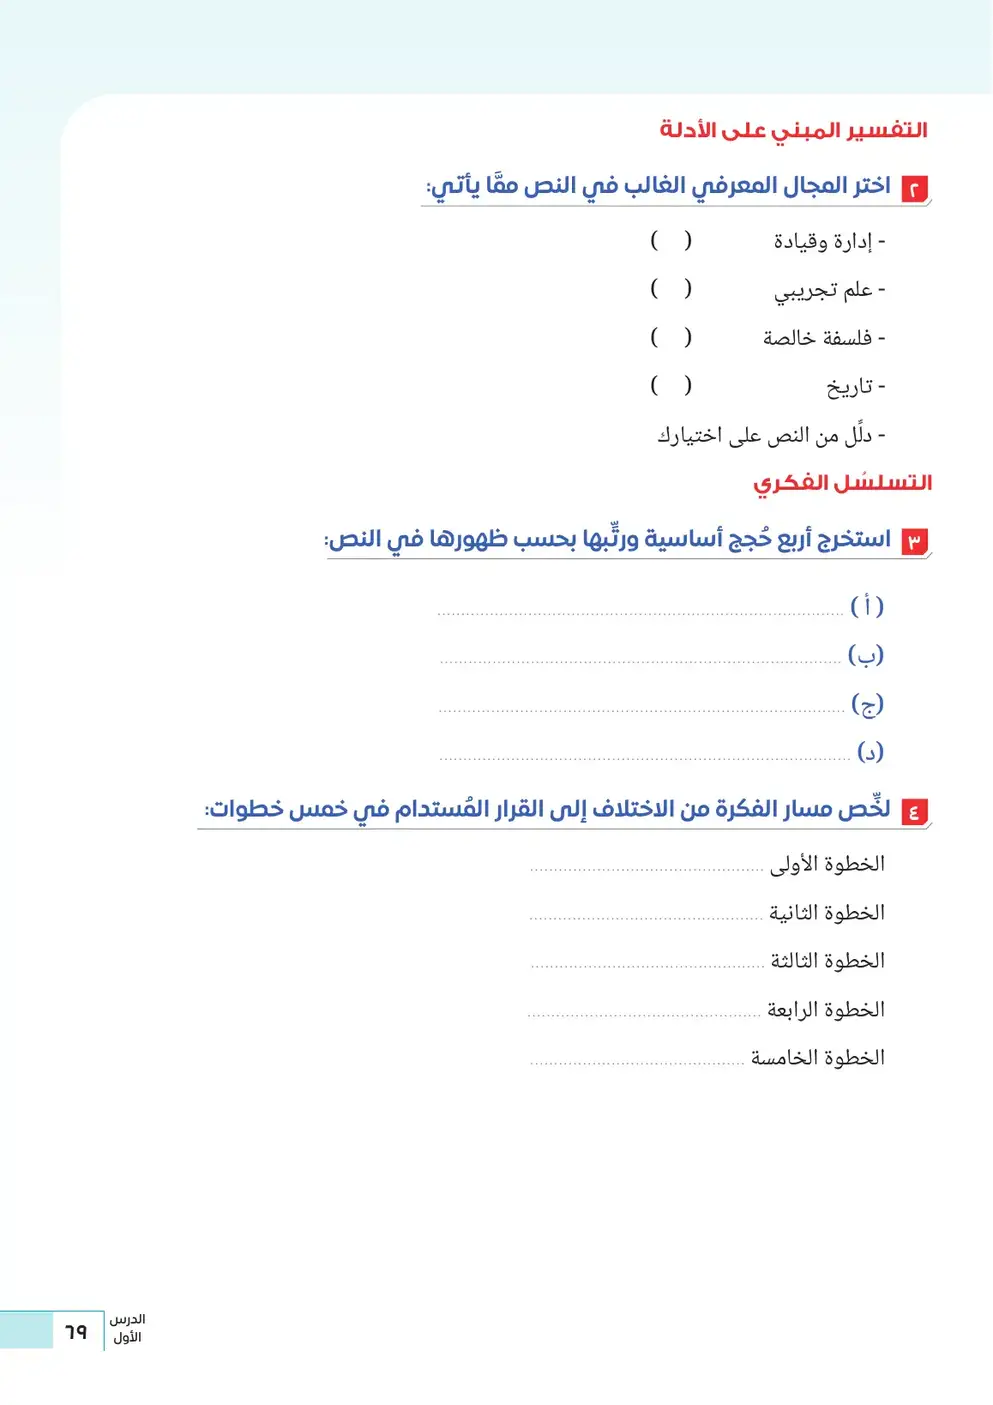 التفسير المبني على الأدلة
٢ اختر المجال المعرفي الغالب في النص ممَّا يأتي:
- إدارة وقيادة ( )
- علم تجريبي ( )
- فلسفة خالصة ( )
- تاريخ ( )
- دلِّل من النص على اختيارك
التسلسُل الفكري
٣ استخرج أربع حُجج أساسية ورتِّبها بحسب ظهورها في النص:
(أ) ........................................
(ب) ........................................
(ج) ........................................
(د) ........................................
٤ لخِّص مسار الفكرة من الاختلاف إلى القرار المُستدام في خمس خطوات:
الخطوة الأولى ........................................
الخطوة الثانية ........................................
الخطوة الثالثة ........................................
الخطوة الرابعة ........................................
الخطوة الخامسة ........................................
الدرس
الأول
٦٩